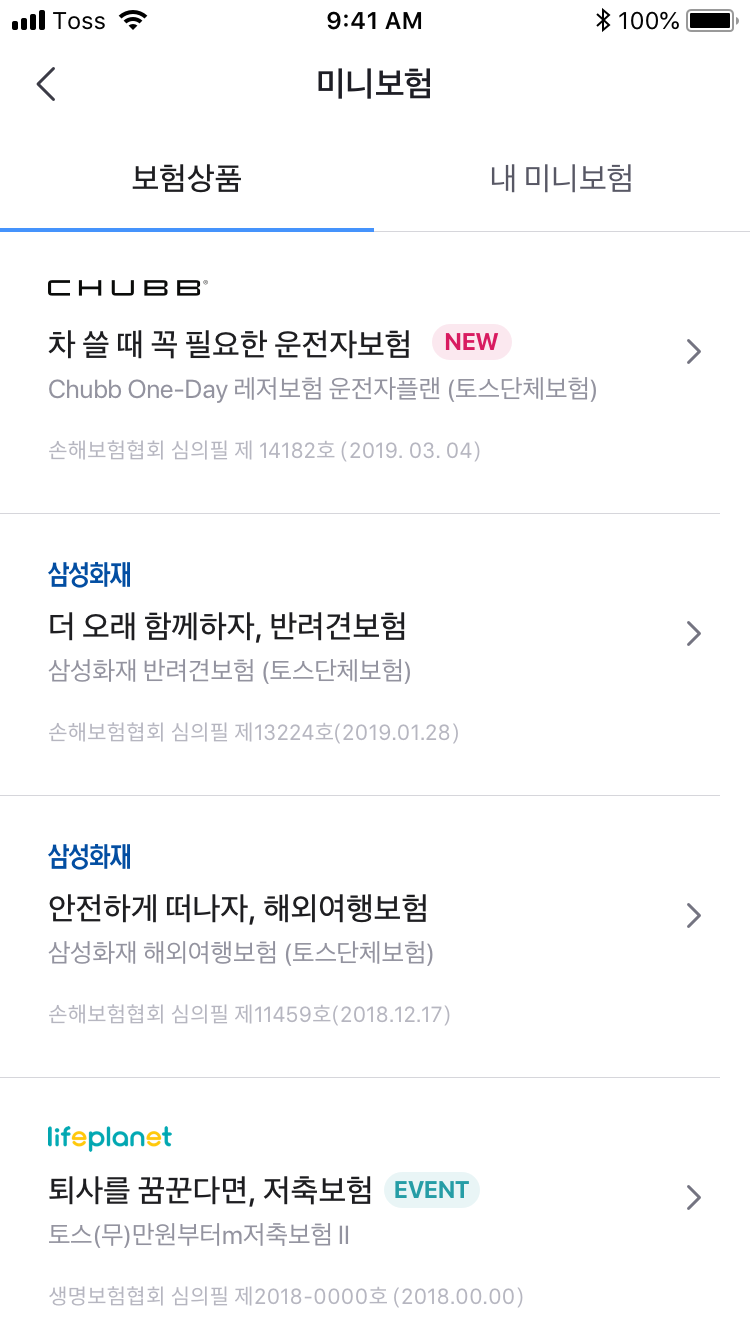 Toss 9:41 AM 100%
미니보험
보험상품 내 미니보험
CHUBB®
차 쓸 때 꼭 필요한 운전자보험 NEW
Chubb One-Day 레저보험 운전자플랜 (토스단체보험)
손해보험협회 심의필 제 14182호 (2019. 03. 04)
삼성화재
더 오래 함께하자, 반려견보험
삼성화재 반려견보험 (토스단체보험)
손해보험협회 심의필 제13224호(2019.01.28)
삼성화재
안전하게 떠나자, 해외여행보험
삼성화재 해외여행보험 (토스단체보험)
손해보험협회 심의필 제11459호(2018.12.17)
lifeplanet
퇴사를 꿈꾼다면, 저축보험 EVENT
토스(무)만원부터m저축보험Ⅱ
생명보험협회 심의필 제2018-0000호 (2018.00.00)